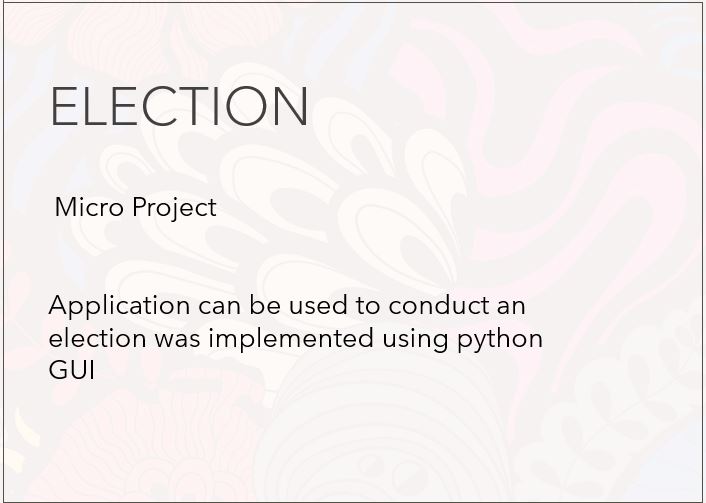 ELECTION
Micro Project
Application can be used to conduct an
election was implemented using python
GUI